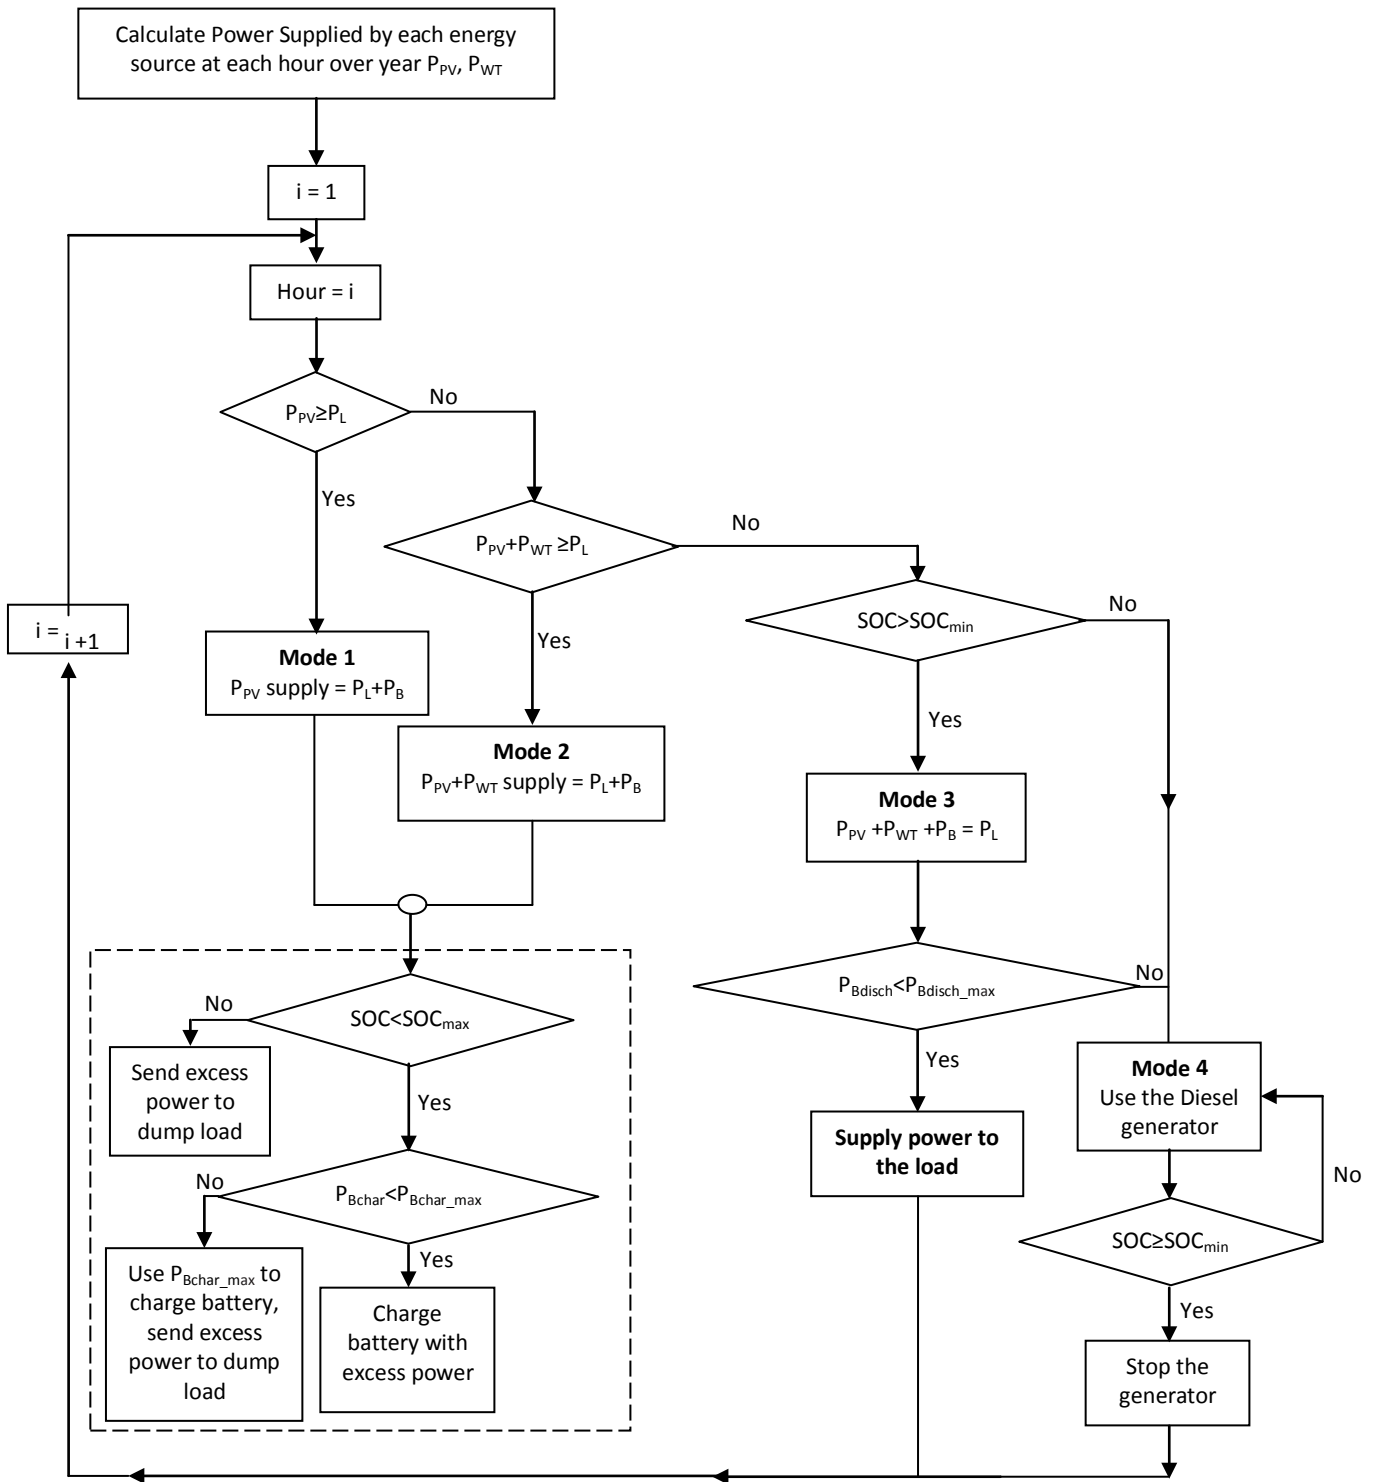 Calculate Power Supplied by each energy
source at each hour over year P_PV, P_WT
i = 1
Hour = i
P_PV≥P_L
No
Yes
P_PV+P_WT ≥P_L
No
Yes
SOC>SOC_min
No
Yes
i = i +1
Mode 1
P_PV supply = P_L+P_B
Mode 2
P_PV+P_WT supply = P_L+P_B
Mode 3
P_PV +P_WT +P_B = P_L
SOC<SOC_max
No
Yes
Send excess
power to
dump load
P_Bchar<P_Bchar_max
No
Yes
Use P_Bchar_max to
charge battery,
send excess
power to dump
load
Charge
battery with
excess power
P_Bdisch<P_Bdisch_max
No
Yes
Supply power to
the load
Mode 4
Use the Diesel
generator
No
SOC≥SOC_min
Yes
Stop the
generator